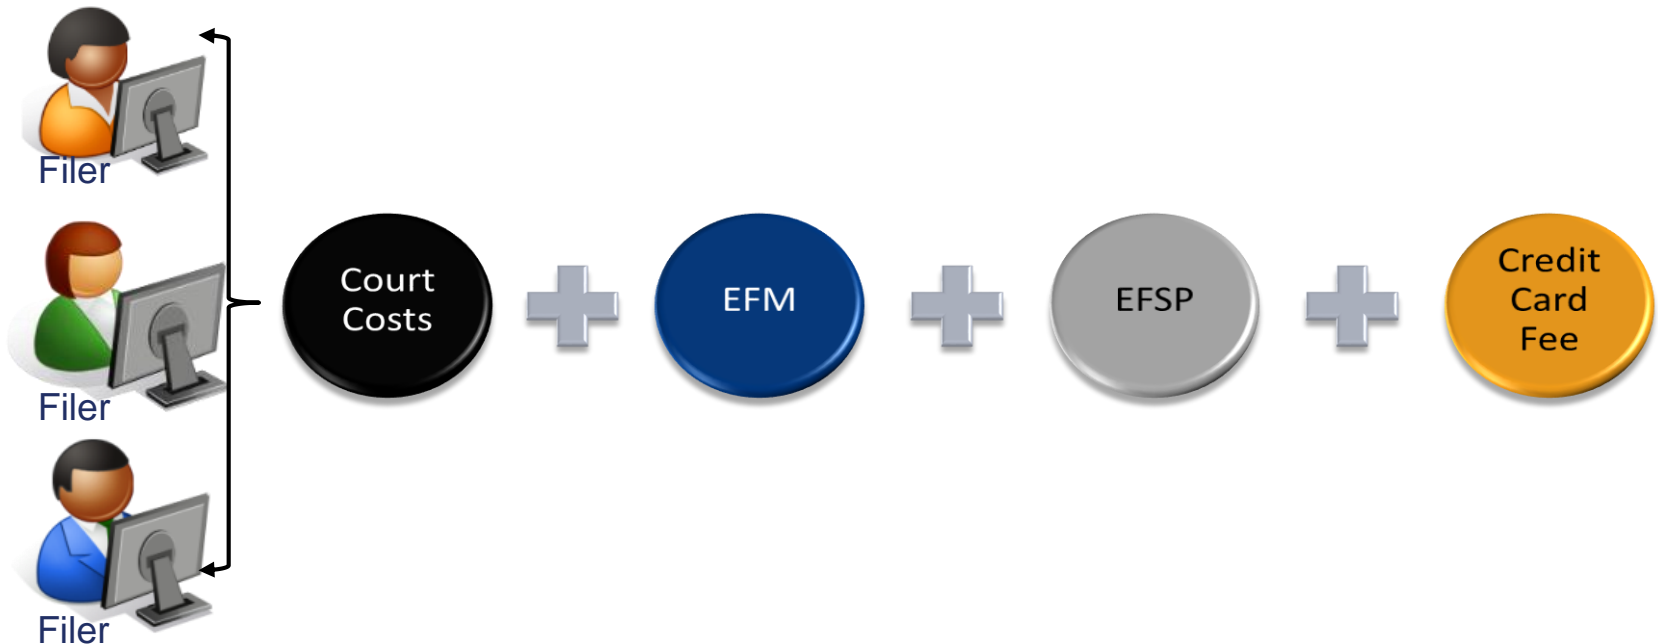 Filer
Filer
Filer
Court
Costs
EFM
EFSP
Credit
Card
Fee